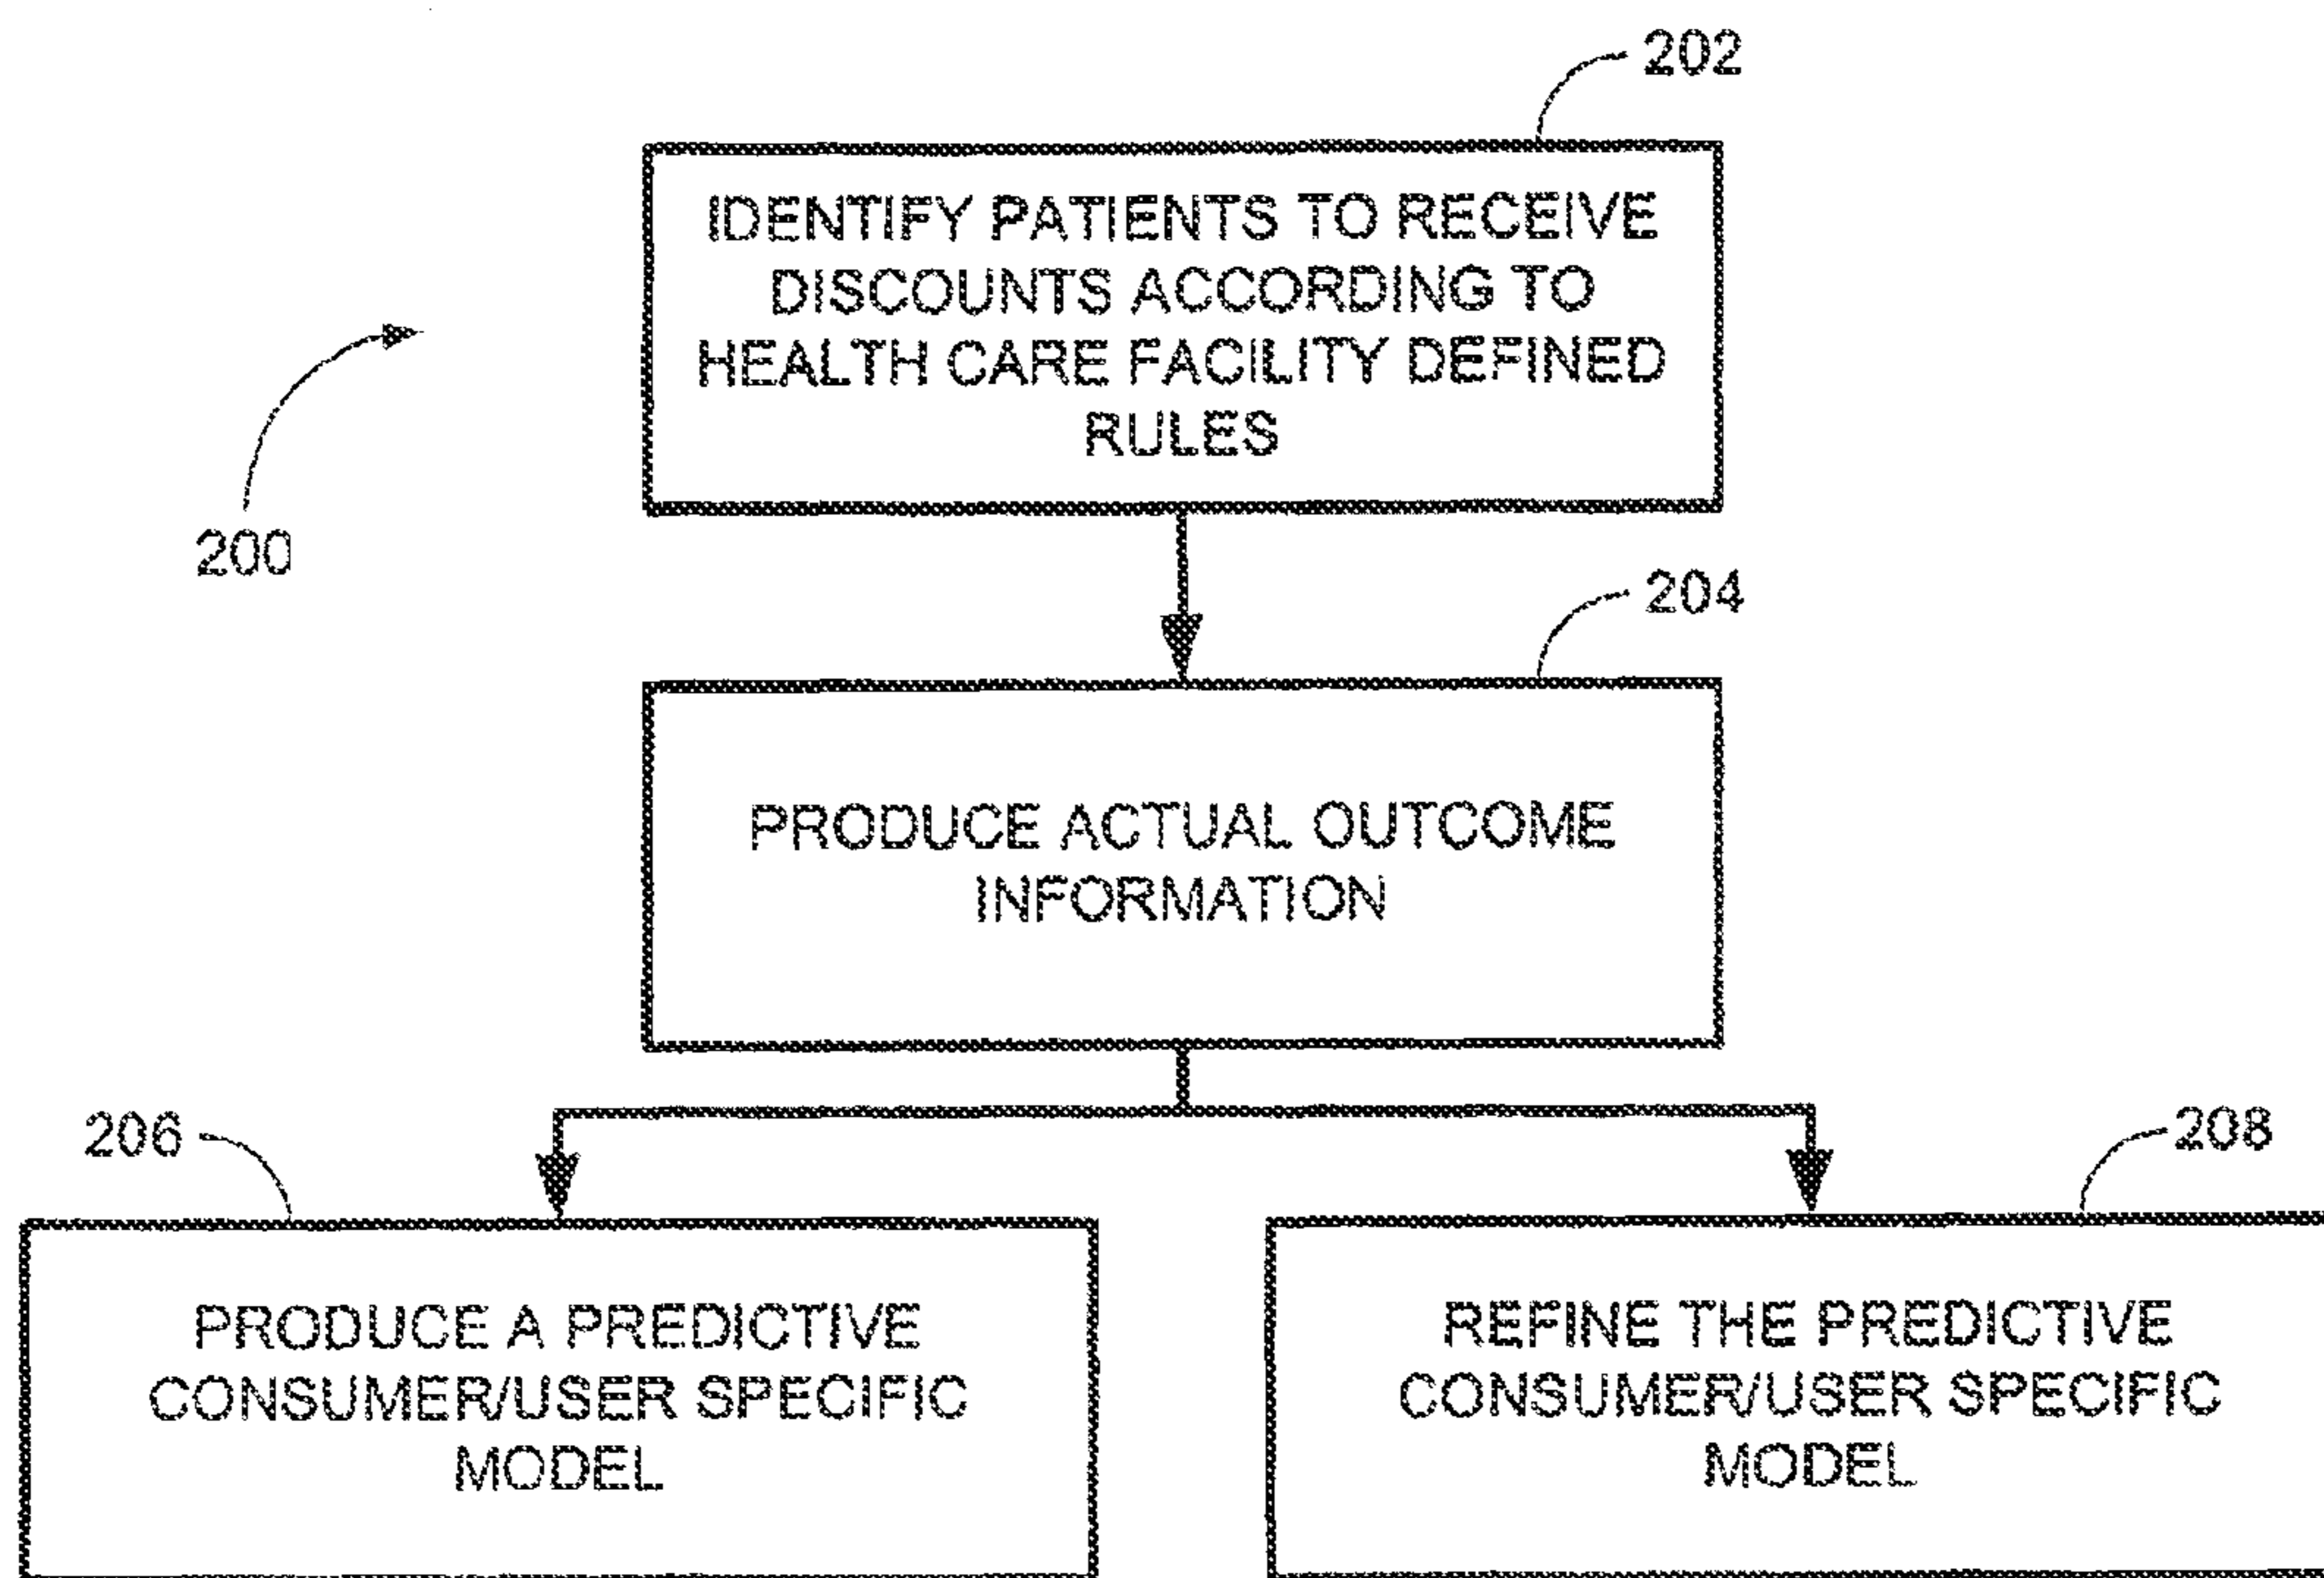 202
IDENTIFY PATIENTS TO RECEIVE
DISCOUNTS ACCORDING TO
HEALTH CARE FACILITY DEFINED
RULES
200
204
PRODUCE ACTUAL OUTCOME
INFORMATION
206
208
PRODUCE A PREDICTIVE
CONSUMER/USER SPECIFIC
MODEL
REFINE THE PREDICTIVE
CONSUMER/USER SPECIFIC
MODEL